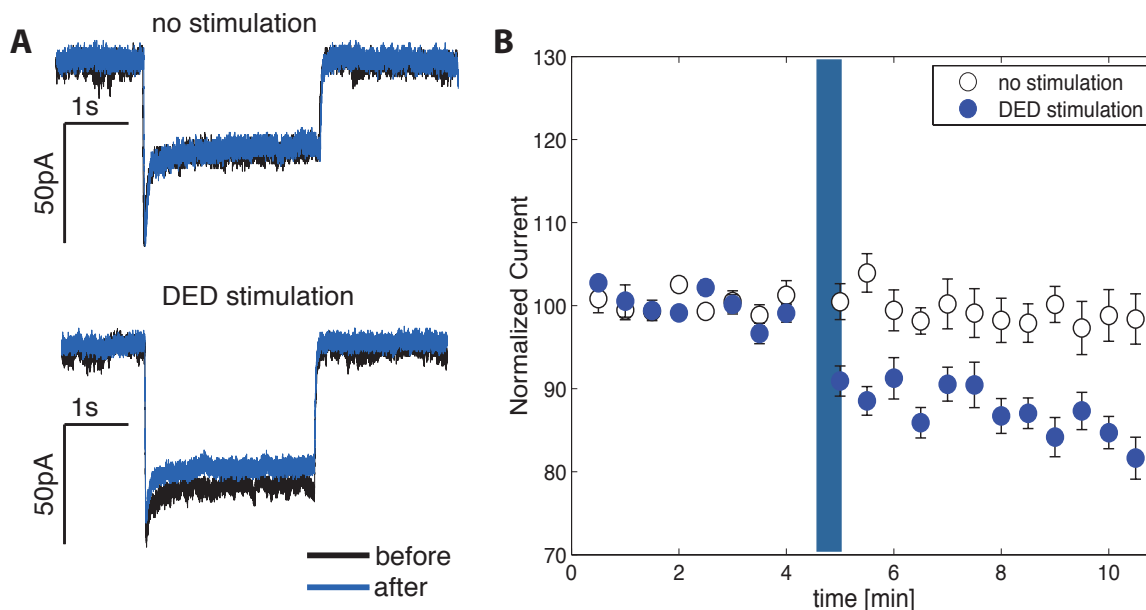 A
no stimulation
1s
50pA
DED stimulation
1s
50pA
before
after
B
130
120
110
100
90
80
70
Normalized Current
no stimulation
DED stimulation
0
2
4
6
8
10
time [min]